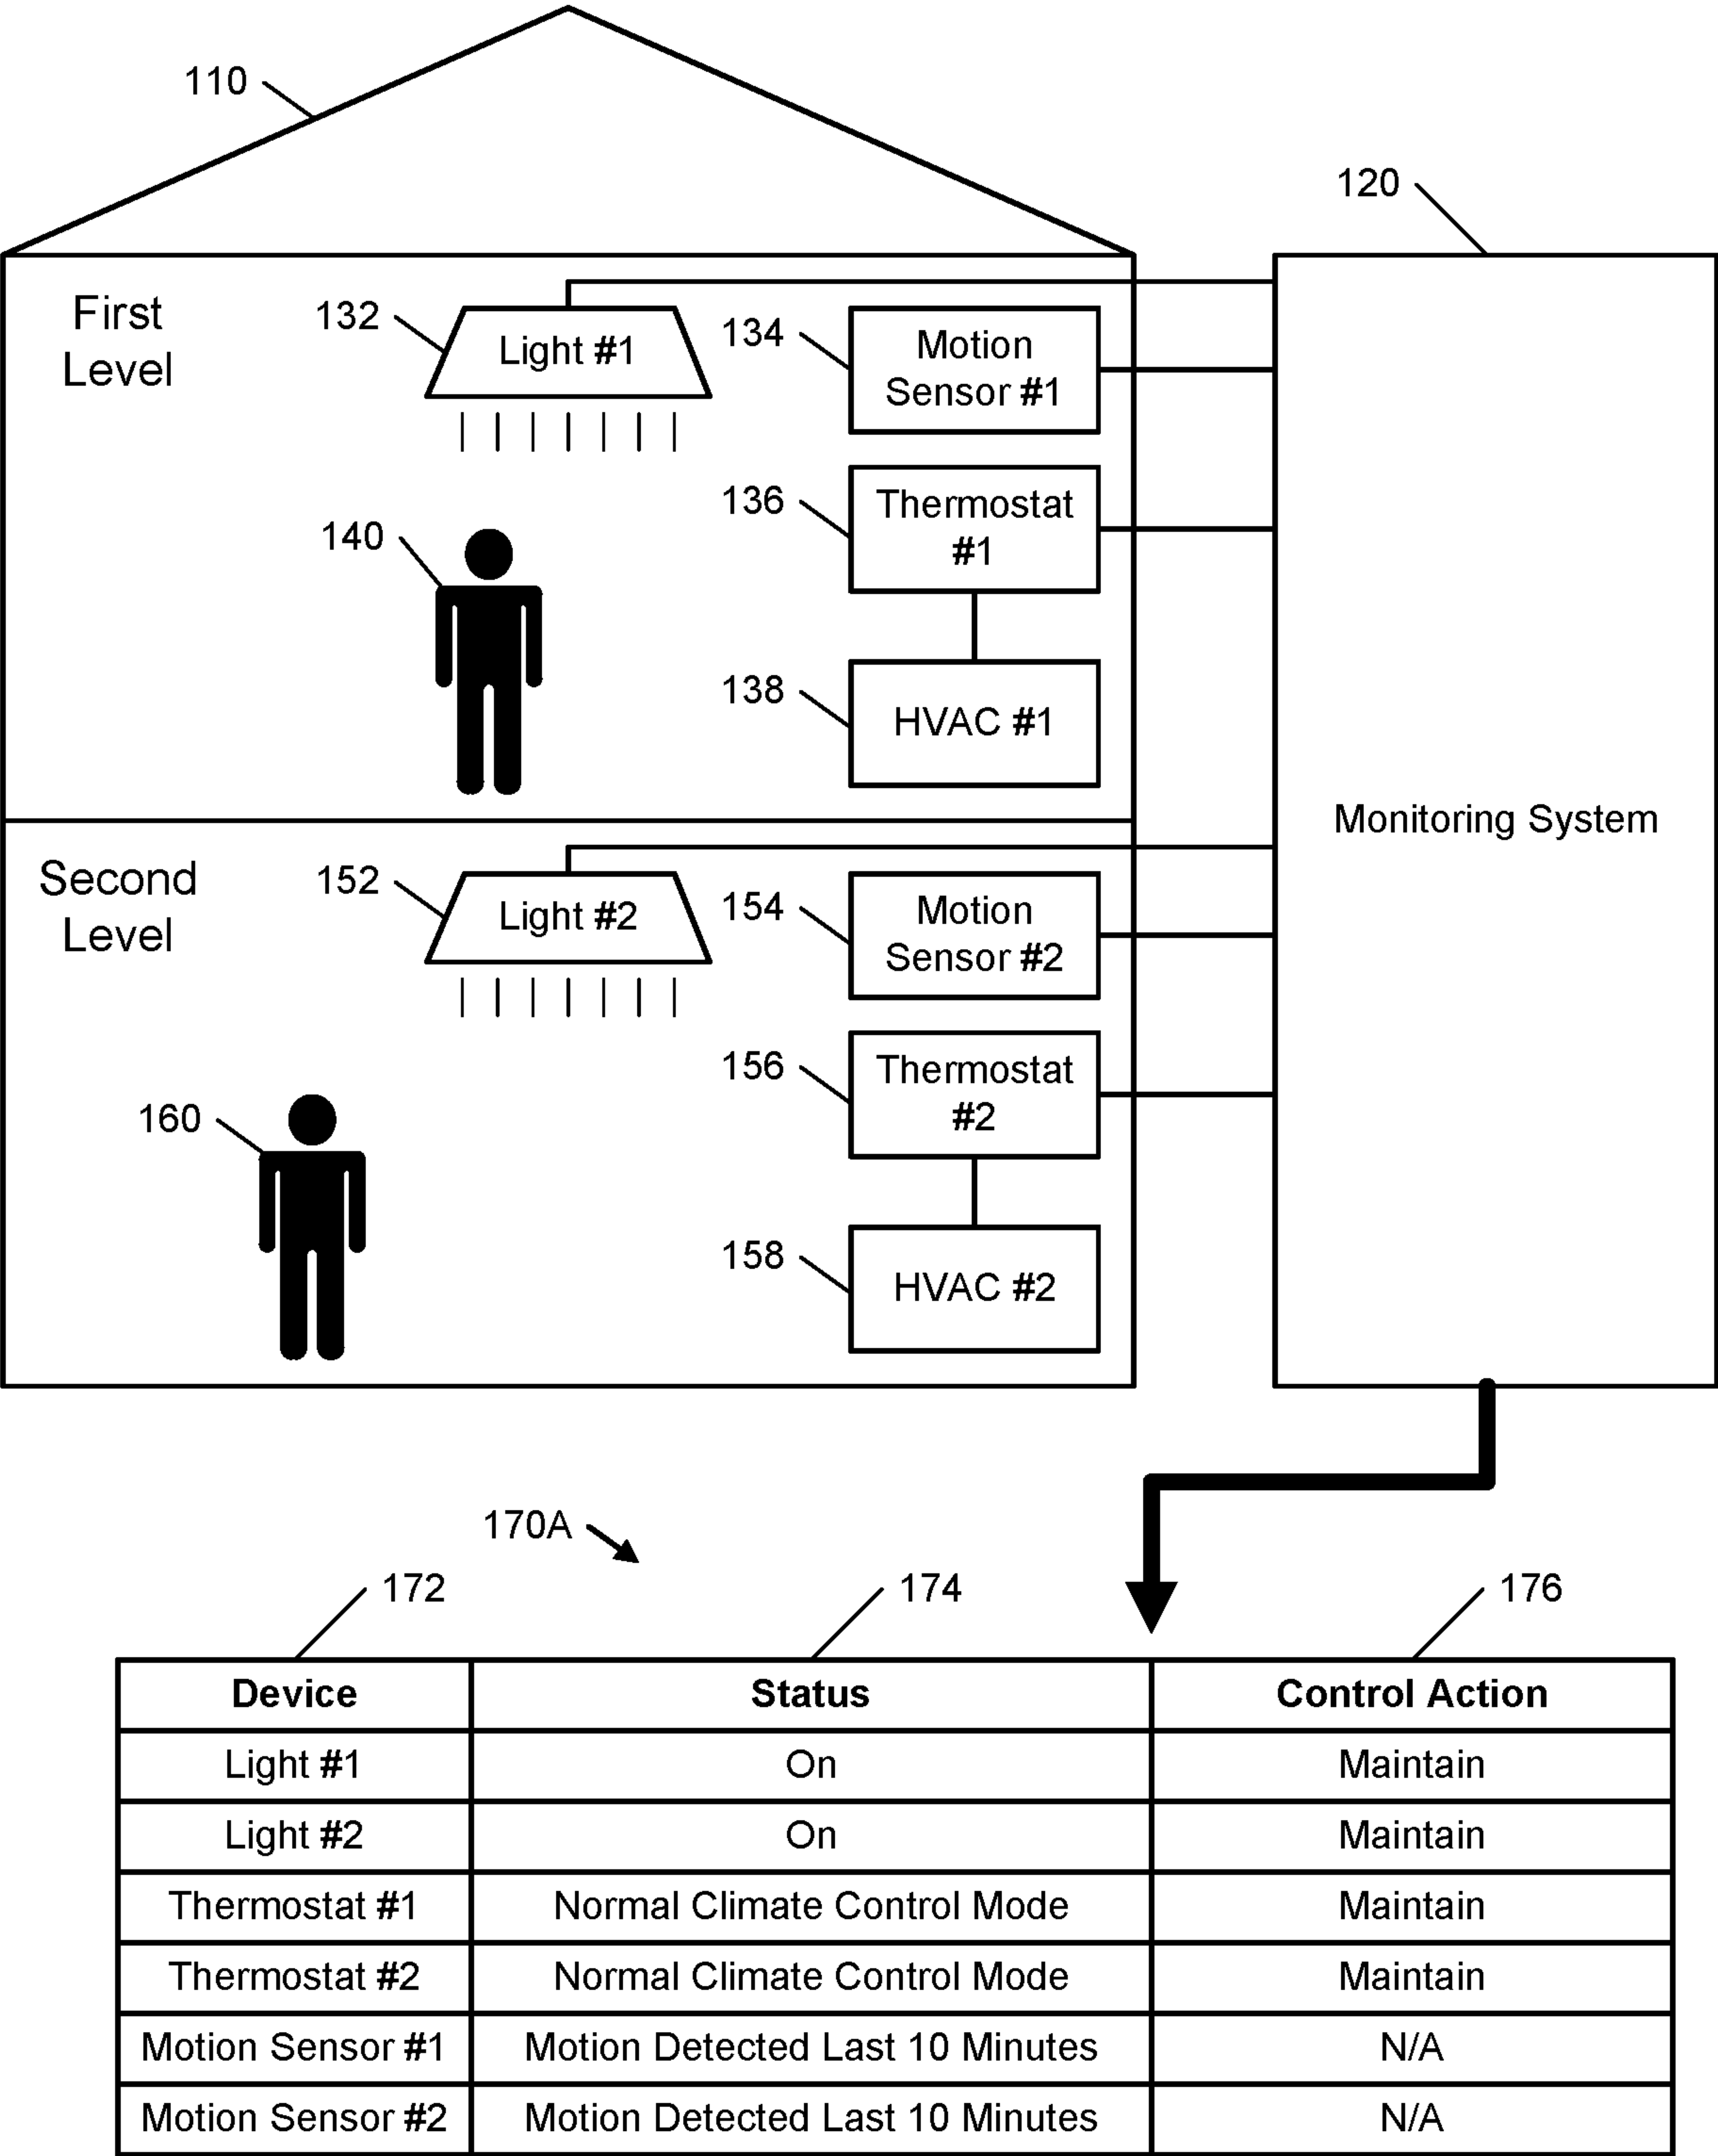 110
120
First
Level
132
Light #1
134
Motion
Sensor #1
136
Thermostat
#1
140
138
HVAC #1
Monitoring System
Second
Level
152
Light #2
154
Motion
Sensor #2
156
Thermostat
#2
160
158
HVAC #2
170A
172
174
176
Device Status Control Action
Light #1 On Maintain
Light #2 On Maintain
Thermostat #1 Normal Climate Control Mode Maintain
Thermostat #2 Normal Climate Control Mode Maintain
Motion Sensor #1 Motion Detected Last 10 Minutes N/A
Motion Sensor #2 Motion Detected Last 10 Minutes N/A